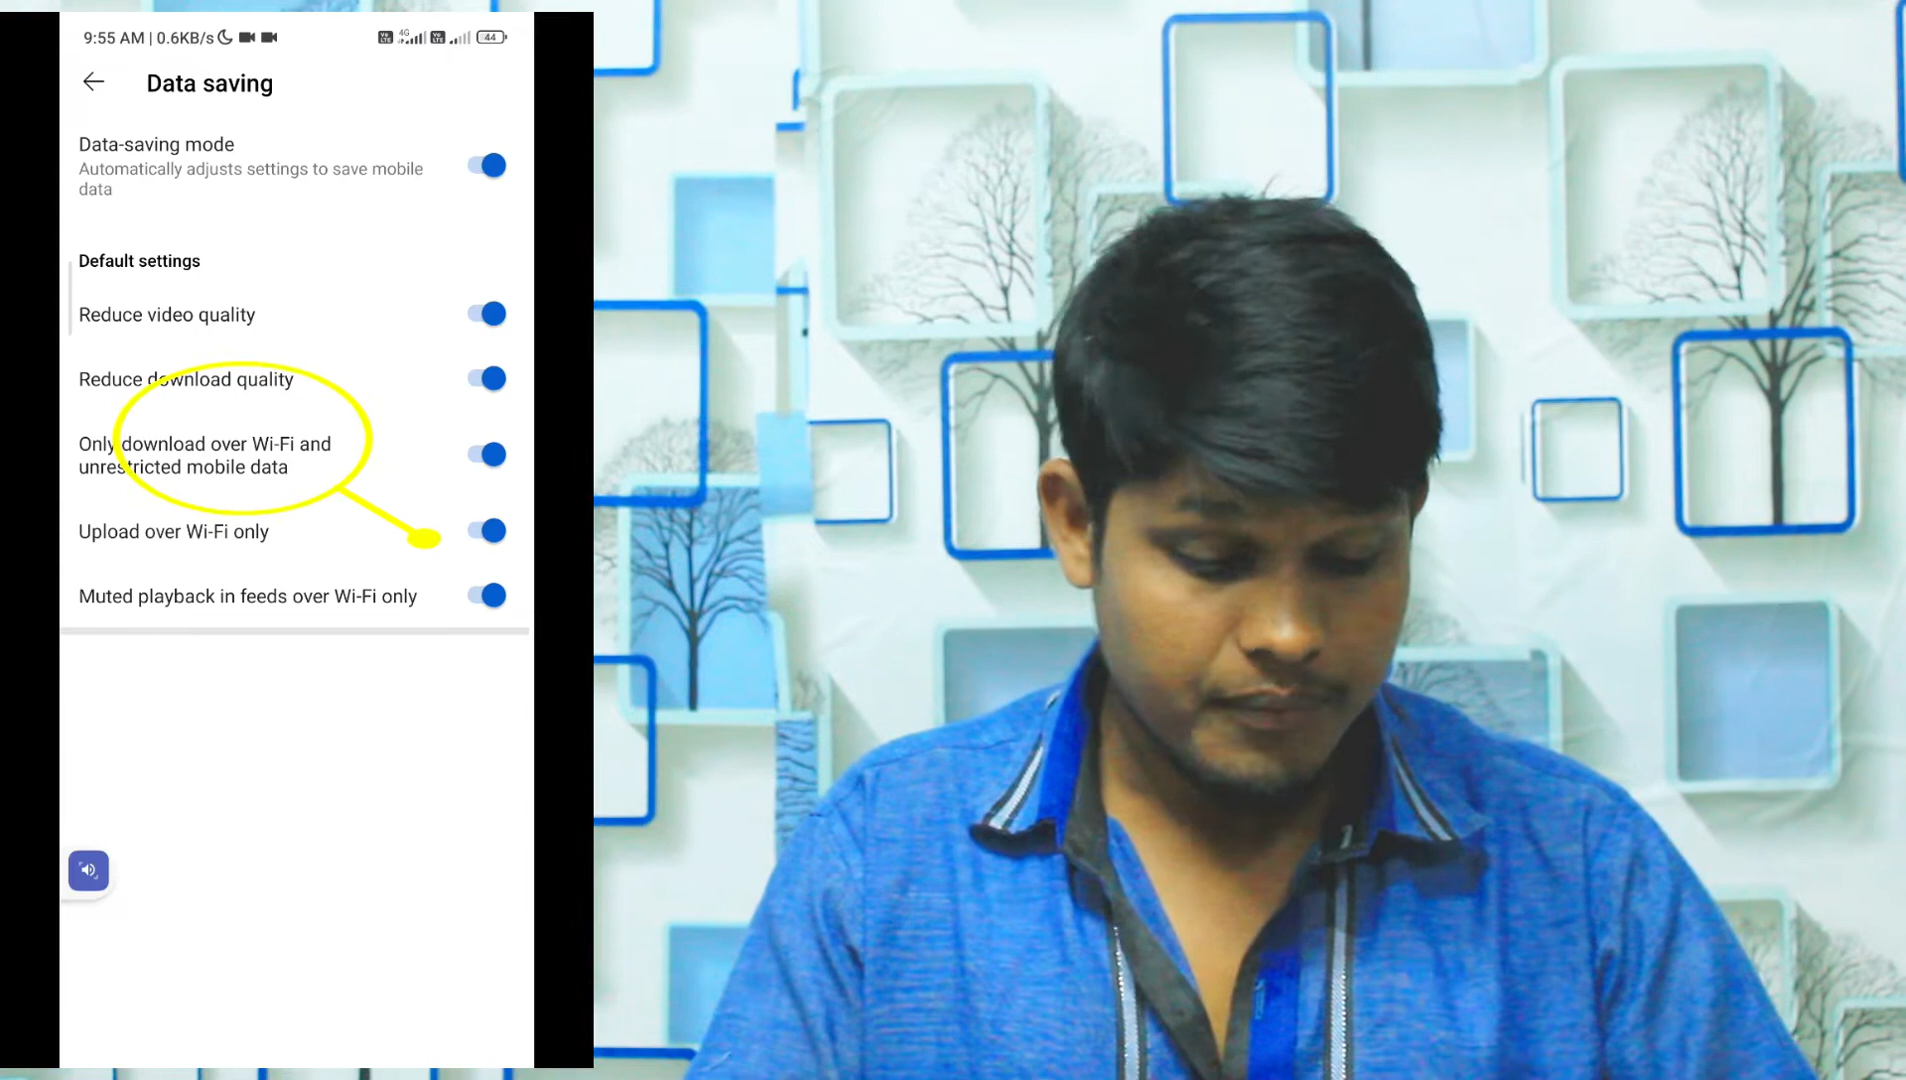 9:55 AM | 0.6KB/s 4G 44
Data saving
Data-saving mode
Automatically adjusts settings to save mobile
data
Default settings
Reduce video quality
Reduce download quality
Only download over Wi-Fi and
unrestricted mobile data
Upload over Wi-Fi only
Muted playback in feeds over Wi-Fi only